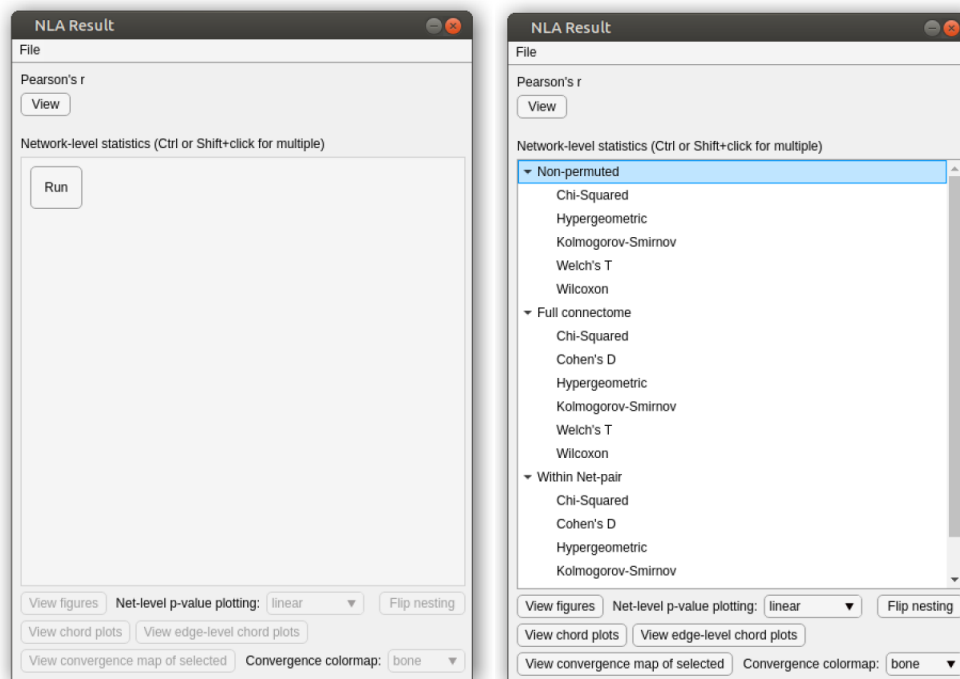 NLA Result
File
Pearson's r
View
Network-level statistics (Ctrl or Shift+click for multiple)
Run
View figures Net-level p-value plotting: linear Flip nesting
View chord plots View edge-level chord plots
View convergence map of selected Convergence colormap: bone
NLA Result
File
Pearson's r
View
Network-level statistics (Ctrl or Shift+click for multiple)
Non-permuted
Chi-Squared
Hypergeometric
Kolmogorov-Smirnov
Welch's T
Wilcoxon
Full connectome
Chi-Squared
Cohen's D
Hypergeometric
Kolmogorov-Smirnov
Welch's T
Wilcoxon
Within Net-pair
Chi-Squared
Cohen's D
Hypergeometric
Kolmogorov-Smirnov
View figures Net-level p-value plotting: linear Flip nesting
View chord plots View edge-level chord plots
View convergence map of selected Convergence colormap: bone